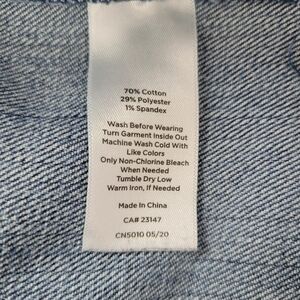 70% Cotton
29% Polyester
1% Spandex
Wash Before Wearing
Turn Garment Inside Out
Machine Wash Cold With
Like Colors
Only Non-Chlorine Bleach
When Needed
Tumble Dry Low
Warm Iron, If Needed
Made In China
CA# 23147
CN5010 05/20